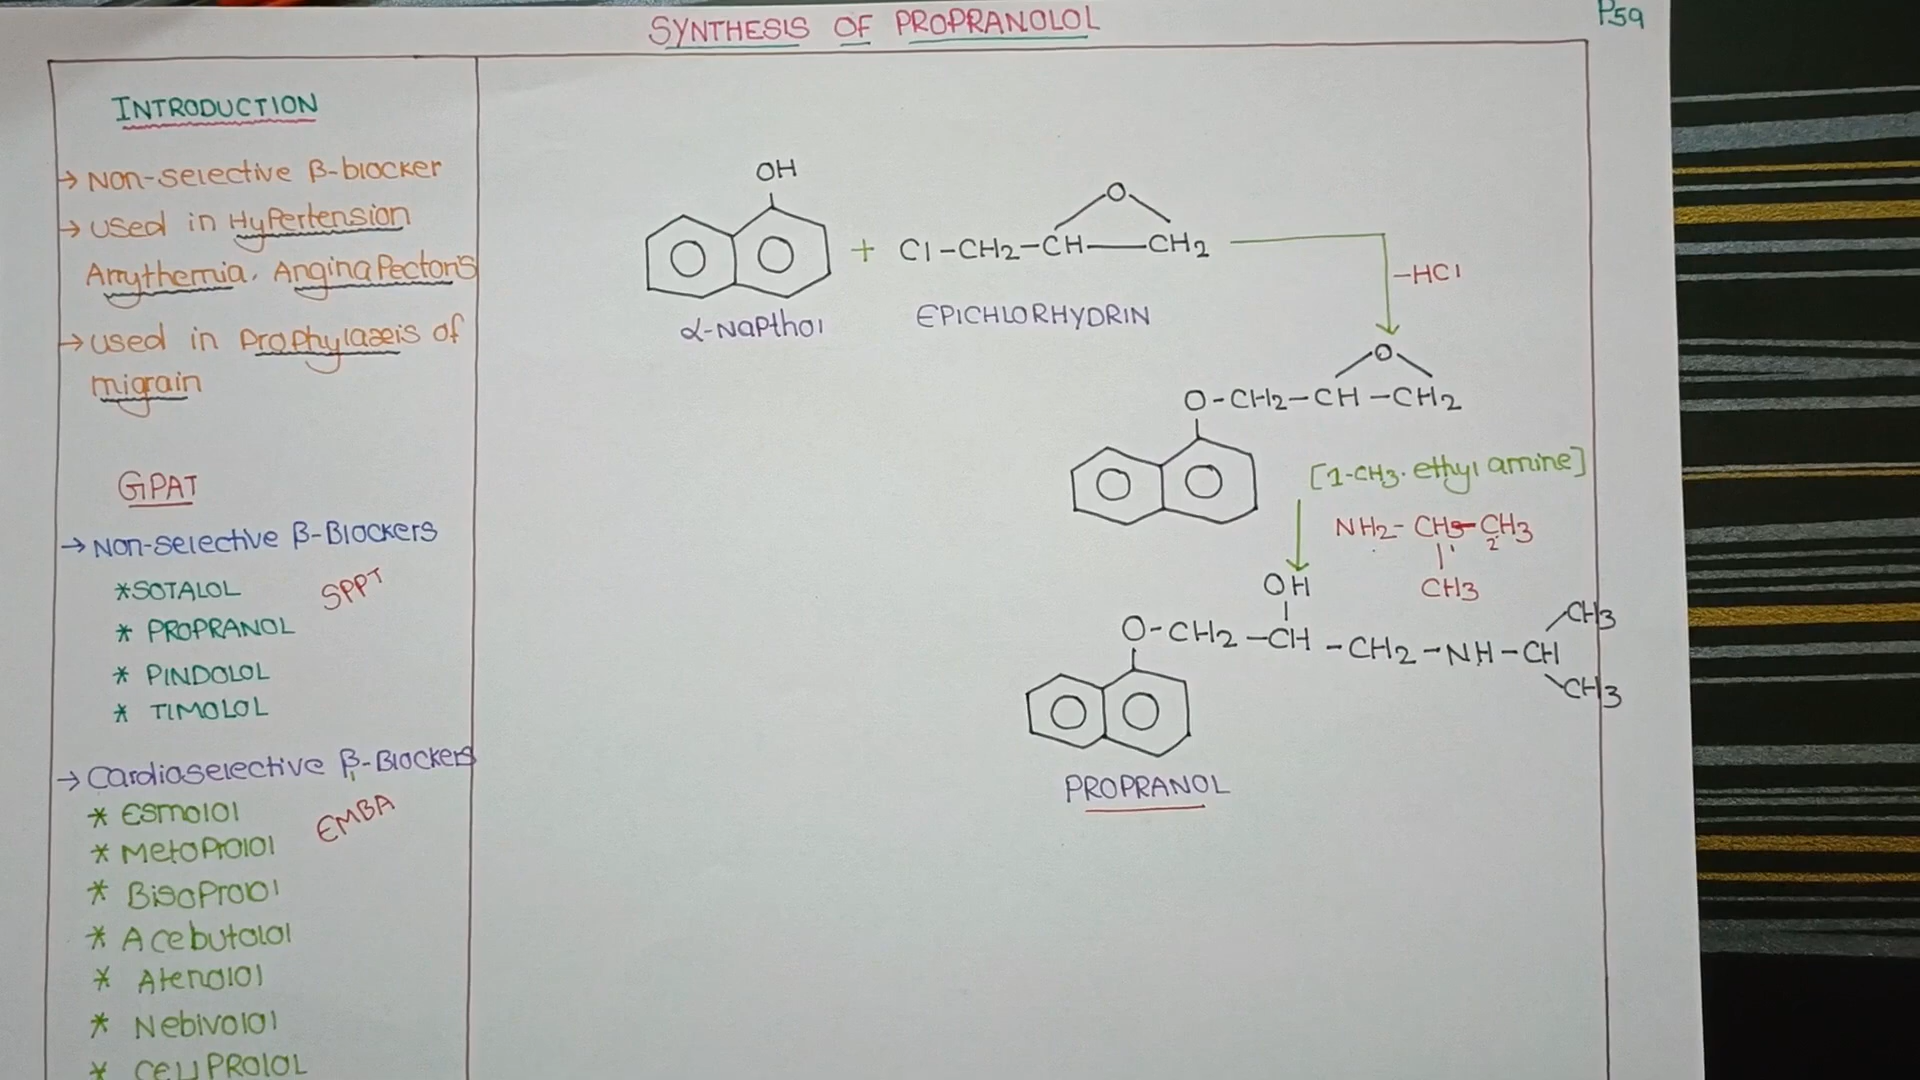 SYNTHESIS OF PROPRANOLOL
P59
INTRODUCTION
→ Non-selective β-blocker
→ used in Hypertension
Arrythemia, Angina Pectoris
→ used in Prophylaxeis of
migrain
GPAT
→ Non-selective β-Blockers
*SOTALOL
SPPT
* PROPRANOL
* PINDOLOL
* TIMOLOL
→ Cardioselective β1-Blockers
* Esmolol
EMBA
* Metoprolol
* Bisoprolol
* Acebutolol
* Atenolol
* Nebivolol
* CeliPROLOL
OH
O
+ Cl-CH2-CH-CH2
-HCl
α-Napthol
EPICHLORHYDRIN
O
O-CH2-CH-CH2
[1-CH3.ethyl amine]
NH2-CH-CH3
1 2
CH3
OH
CH3
O-CH2-CH-CH2-NH-CH
CH3
PROPRANOL